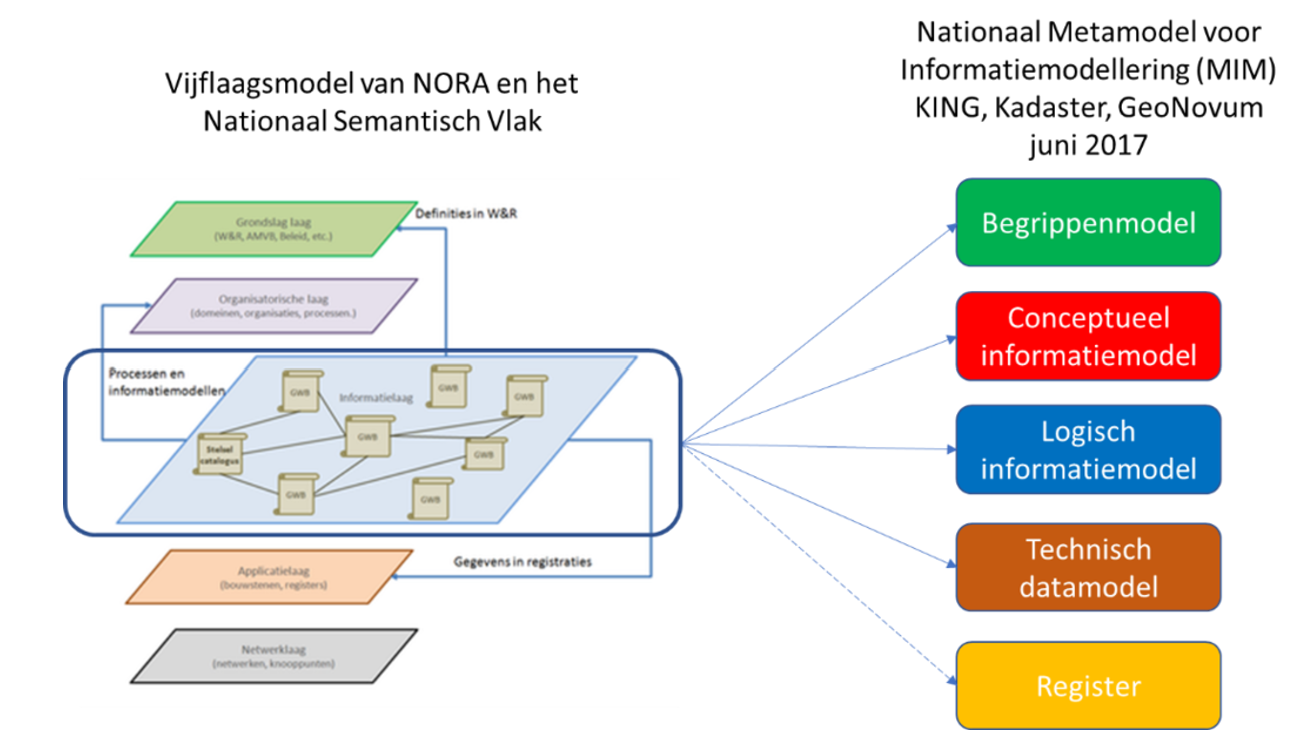 Vijflaagsmodel van NORA en het
Nationaal Semantisch Vlak
Grondslag laag
(W&R, AMVB, Beleid, etc.)
Definities in W&R
Organisatorische laag
(domeinen, organisaties, processen.)
Processen en
informatiemodellen
Informatielaag
GWB
GWB
GWB
GWB
Stelsel
catalogus
GWB
GWB
GWB
Applicatielaag
(bouwstenen, registers)
Gegevens in registraties
Netwerklaag
(netwerken, knooppunten)
Nationaal Metamodel voor
Informatiemodellering (MIM)
KING, Kadaster, GeoNovum
juni 2017
Begrippenmodel
Conceptueel
informatiemodel
Logisch
informatiemodel
Technisch
datamodel
Register